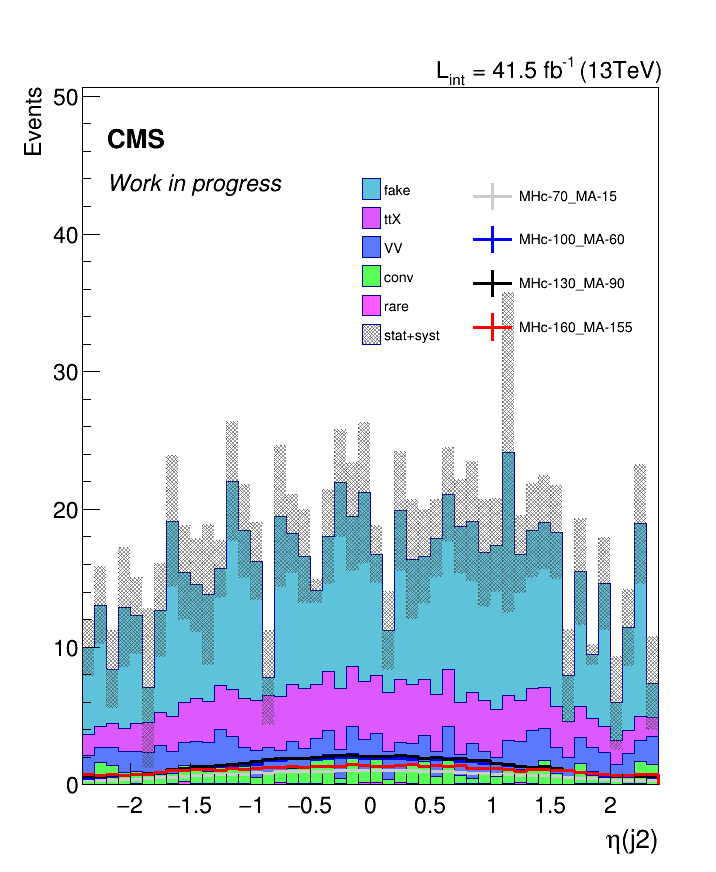 L_int = 41.5 fb^-1 (13TeV)
Events
50
40
30
20
10
0
CMS
Work in progress
fake
ttX
VV
conv
rare
stat+syst
MHc-70_MA-15
MHc-100_MA-60
MHc-130_MA-90
MHc-160_MA-155
−2 −1.5 −1 −0.5 0 0.5 1 1.5 2
η(j2)